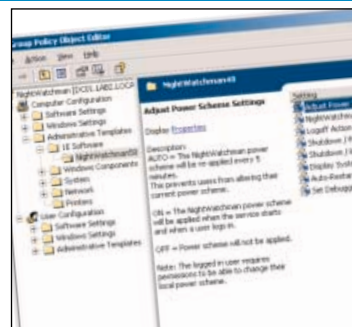 Group Policy Object Editor
Action View Help
NightWatchman [DC01.LAB2.LOCA
Computer Configuration
Software Settings
Windows Settings
Administrative Templates
1E Software
NightWatchman50
Windows Components
System
Network
Printers
User Configuration
Software Settings
Windows Settings
Administrative Templates
Adjust Power Scheme Settings
Display Properties
Description:
AUTO = The NightWatchman power
scheme will be re-applied every 5
minutes.
This prevents users from altering their
current power scheme.
ON = The NightWatchman power scheme
will be applied when the service starts
and when a user logs in.
OFF = Power scheme will not be applied.
Note: The logged in user requires
permissions to be able to change their
local power scheme.
Setting
Adjust Power
NightWatchman
Logoff Action
Shutdown /
Shutdown /
Display Syst
Auto-Resta
Set Debugg